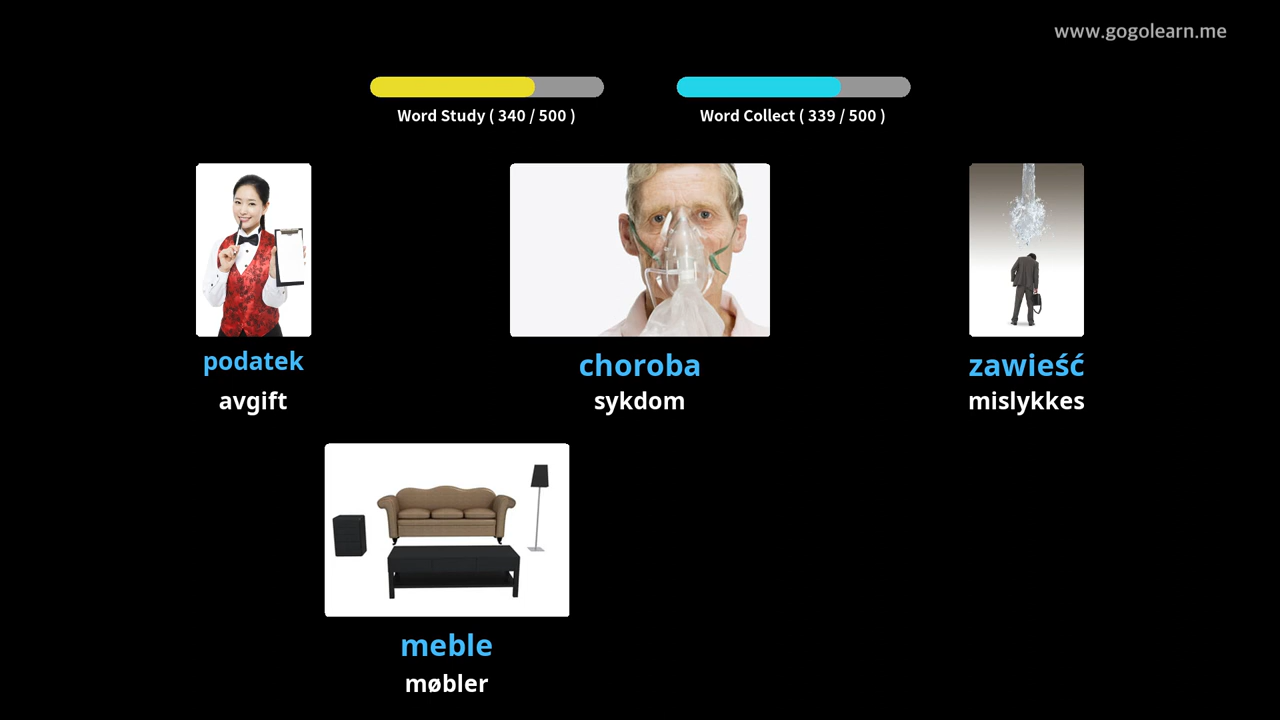 www.gogolearn.me
Word Study ( 340 / 500 )
Word Collect ( 339 / 500 )
podatek
avgift
choroba
sykdom
zawieść
mislykkes
meble
møbler